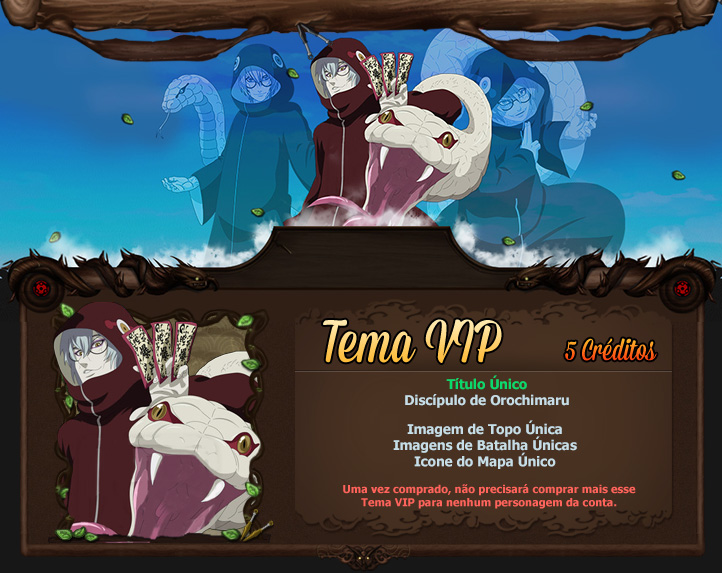 Tema VIP
5 Créditos
Título Único
Discípulo de Orochimaru
Imagem de Topo Única
Imagens de Batalha Únicas
Icone do Mapa Único
Uma vez comprado, não precisará comprar mais esse
Tema VIP para nenhum personagem da conta.